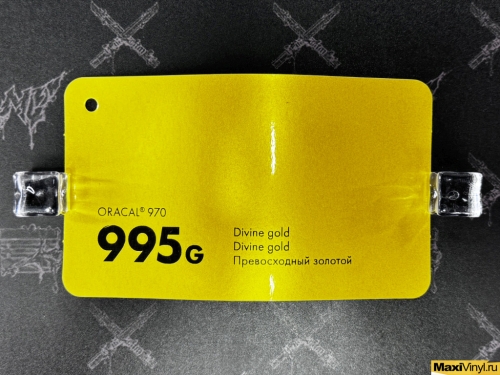 ORACAL® 970
995G
Divine gold
Divine gold
Превосходный золотой
MaxiVinyl.ru